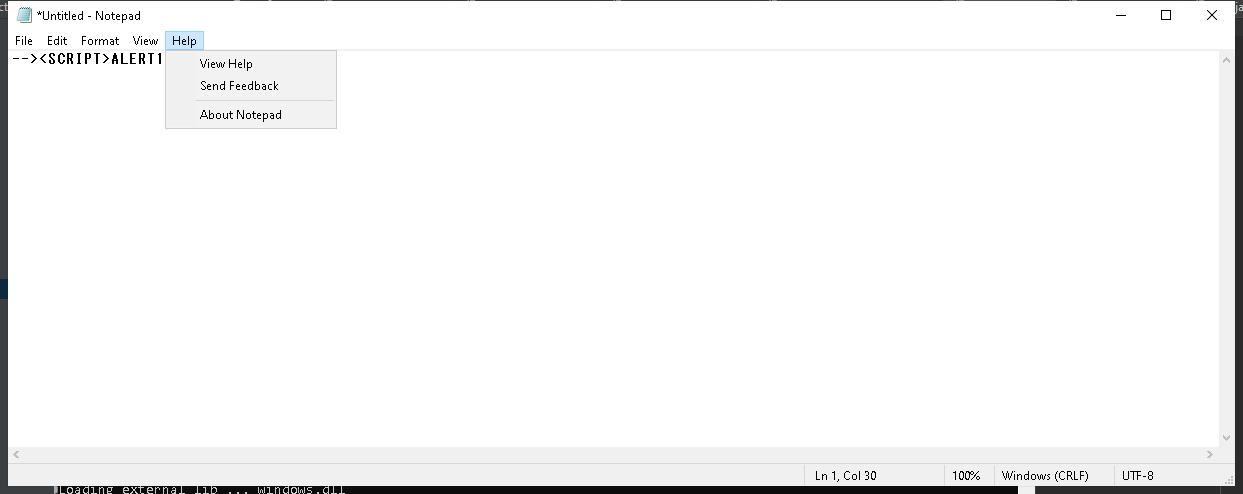 *Untitled - Notepad
File Edit Format View Help
--><SCRIPT>ALERT1
View Help
Send Feedback
About Notepad
Ln 1, Col 30 100% Windows (CRLF) UTF-8
Loading external lib ... windows.dll